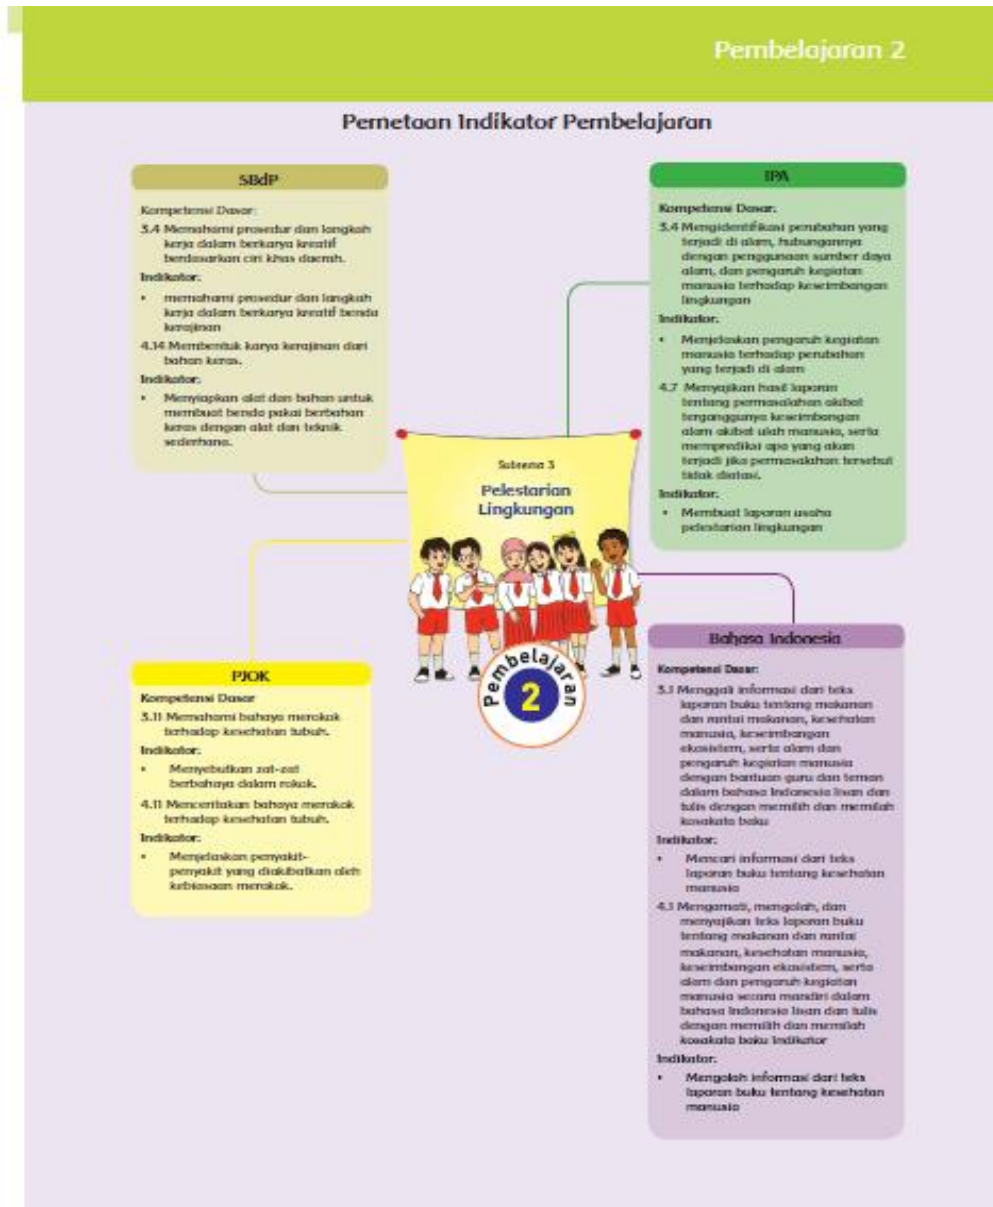 Pembelajaran 2
Pemetaan Indikator Pembelajaran
SBdP
Kompetensi Dasar:
3.4 Memahami prosedur dan langkah
kerja dalam berkarya kreatif
berdasarkan ciri khas daerah.
Indikator:
• memahami prosedur dan langkah
kerja dalam berkarya kreatif benda
kerajinan
4.14 Membentuk karya kerajinan dari
bahan keras.
Indikator:
• Menyiapkan alat dan bahan untuk
membuat benda pakai berbahan
keras dengan alat dan teknik
sederhana.
IPA
Kompetensi Dasar:
3.4 Mengidentifikasi perubahan yang
terjadi di alam, hubungannya
dengan penggunaan sumber daya
alam, dan pengaruh kegiatan
manusia terhadap keseimbangan
lingkungan
Indikator:
• Menjelaskan pengaruh kegiatan
manusia terhadap perubahan
yang terjadi di alam
4.7 Menyajikan hasil laporan
tentang permasalahan akibat
terganggunya keseimbangan
alam akibat ulah manusia, serta
memprediksi apa yang akan
terjadi jika permasalahan tersebut
tidak diatasi.
Indikator:
• Membuat laporan usaha
pelestarian lingkungan
Subtema 3
Pelestarian
Lingkungan
Pembelajaran
2
PJOK
Kompetensi Dasar
3.11 Memahami bahaya merokok
terhadap kesehatan tubuh.
Indikator:
• Menyebutkan zat-zat
berbahaya dalam rokok.
4.11 Menceritakan bahaya merokok
terhadap kesehatan tubuh.
Indikator:
• Menjelaskan penyakit-
penyakit yang diakibatkan oleh
kebiasaan merokok.
Bahasa Indonesia
Kompetensi Dasar:
3.1 Menggali informasi dari teks
laporan buku tentang makanan
dan rantai makanan, kesehatan
manusia, keseimbangan
ekosistem, serta alam dan
pengaruh kegiatan manusia
dengan bantuan guru dan teman
dalam bahasa Indonesia lisan dan
tulis dengan memilih dan memilah
kosakata baku
Indikator:
• Mencari informasi dari teks
laporan buku tentang kesehatan
manusia
4.1 Mengamati, mengolah, dan
menyajikan teks laporan buku
tentang makanan dan rantai
makanan, kesehatan manusia,
keseimbangan ekosistem, serta
alam dan pengaruh kegiatan
manusia secara mandiri dalam
bahasa Indonesia lisan dan tulis
dengan memilih dan memilah
kosakata baku Indikator
Indikator:
• Mengolah informasi dari teks
laporan buku tentang kesehatan
manusia